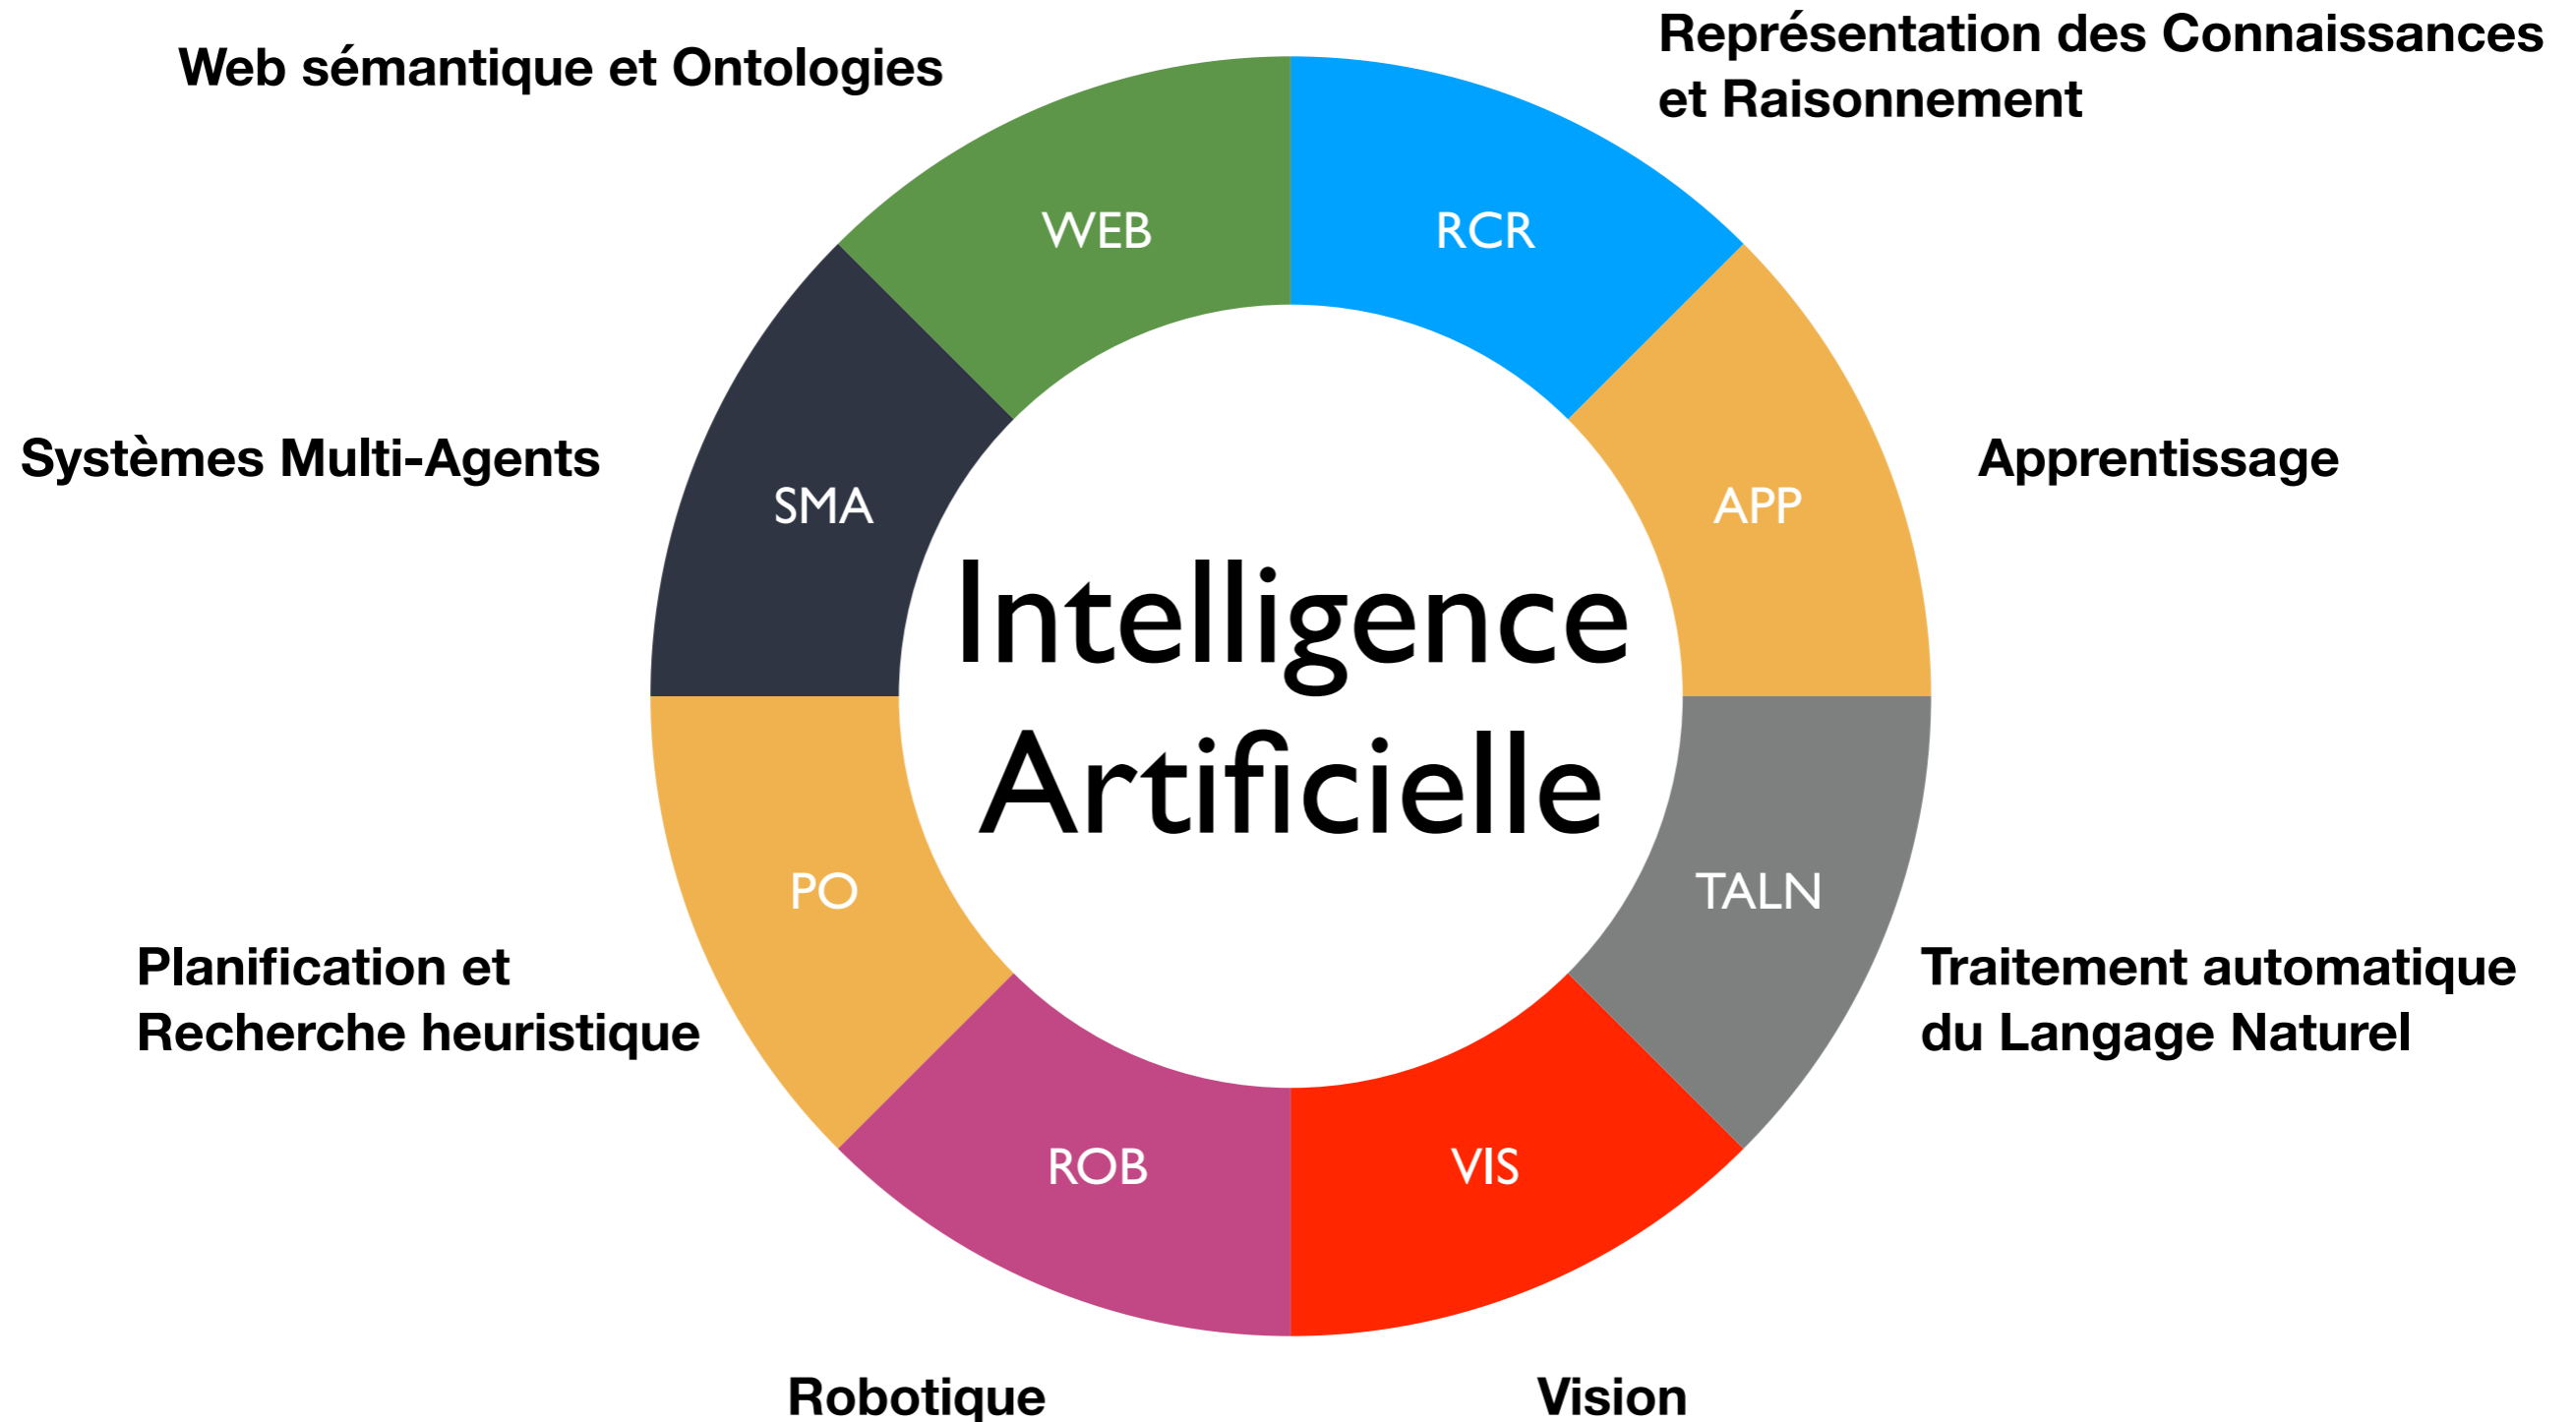 Représentation des Connaissances
et Raisonnement
Web sémantique et Ontologies
WEB
RCR
Systèmes Multi-Agents
Apprentissage
SMA
APP
Intelligence
Artificielle
PO
TALN
Planification et
Recherche heuristique
Traitement automatique
du Langage Naturel
ROB
VIS
Robotique
Vision